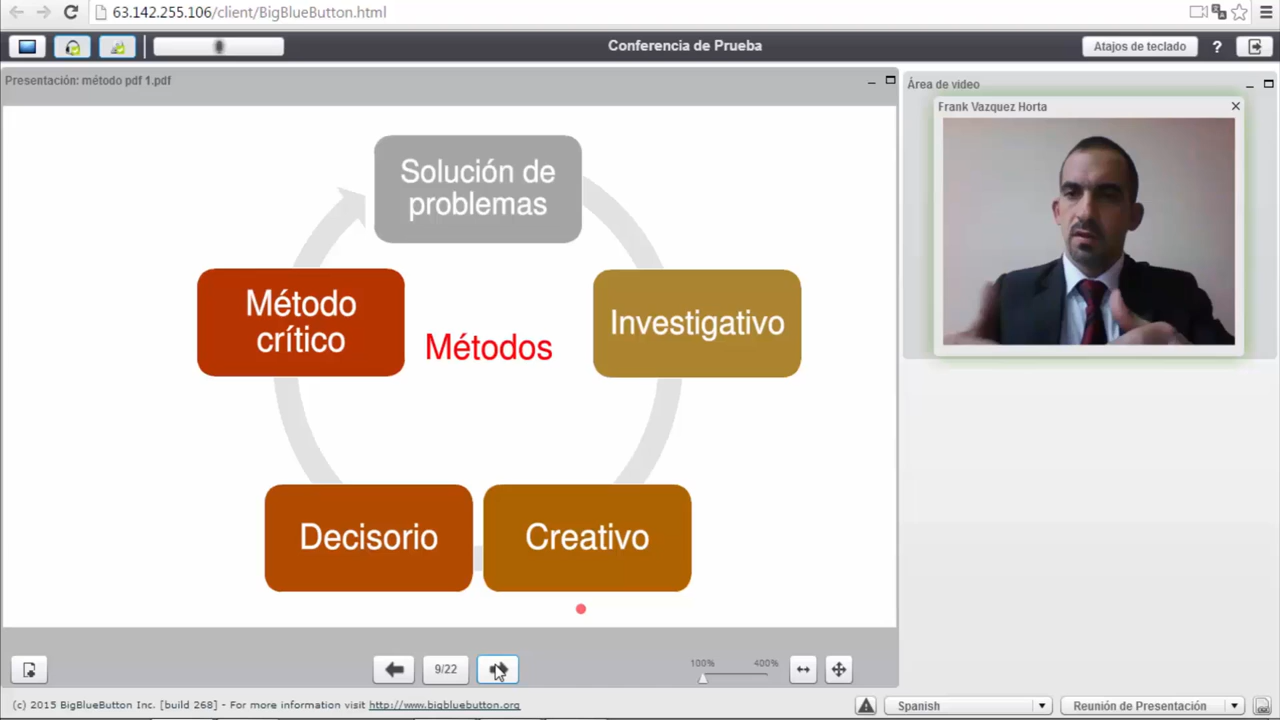 63.142.255.106/client/BigBlueButton.html
Conferencia de Prueba
Atajos de teclado
?
Presentación: método pdf 1.pdf
Área de video
Frank Vazquez Horta
Solución de
problemas
Método
crítico
Métodos
Investigativo
Decisorio
Creativo
9/22
100%
400%
(c) 2015 BigBlueButton Inc. [build 268] - For more information visit http://www.bigbluebutton.org
Spanish
Reunión de Presentación